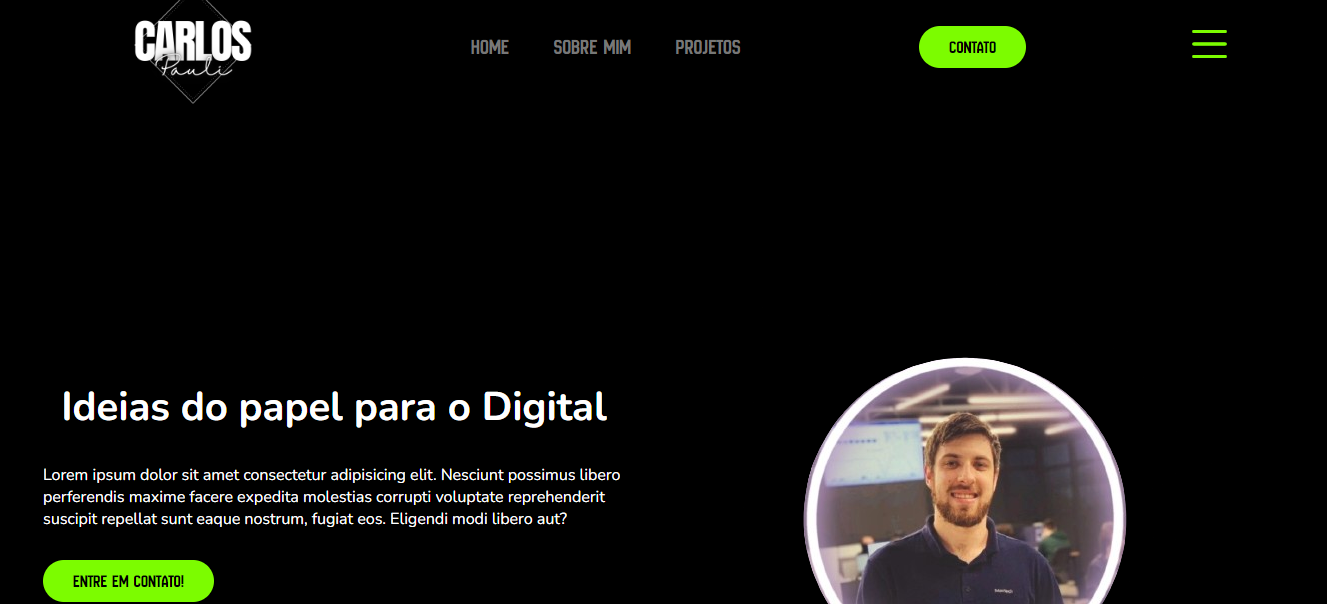 CARLOS
Pauli
HOME SOBRE MIM PROJETOS CONTATO
Ideias do papel para o Digital
Lorem ipsum dolor sit amet consectetur adipisicing elit. Nesciunt possimus libero
perferendis maxime facere expedita molestias corrupti voluptate reprehenderit
suscipit repellat sunt eaque nostrum, fugiat eos. Eligendi modi libero aut?
ENTRE EM CONTATO!